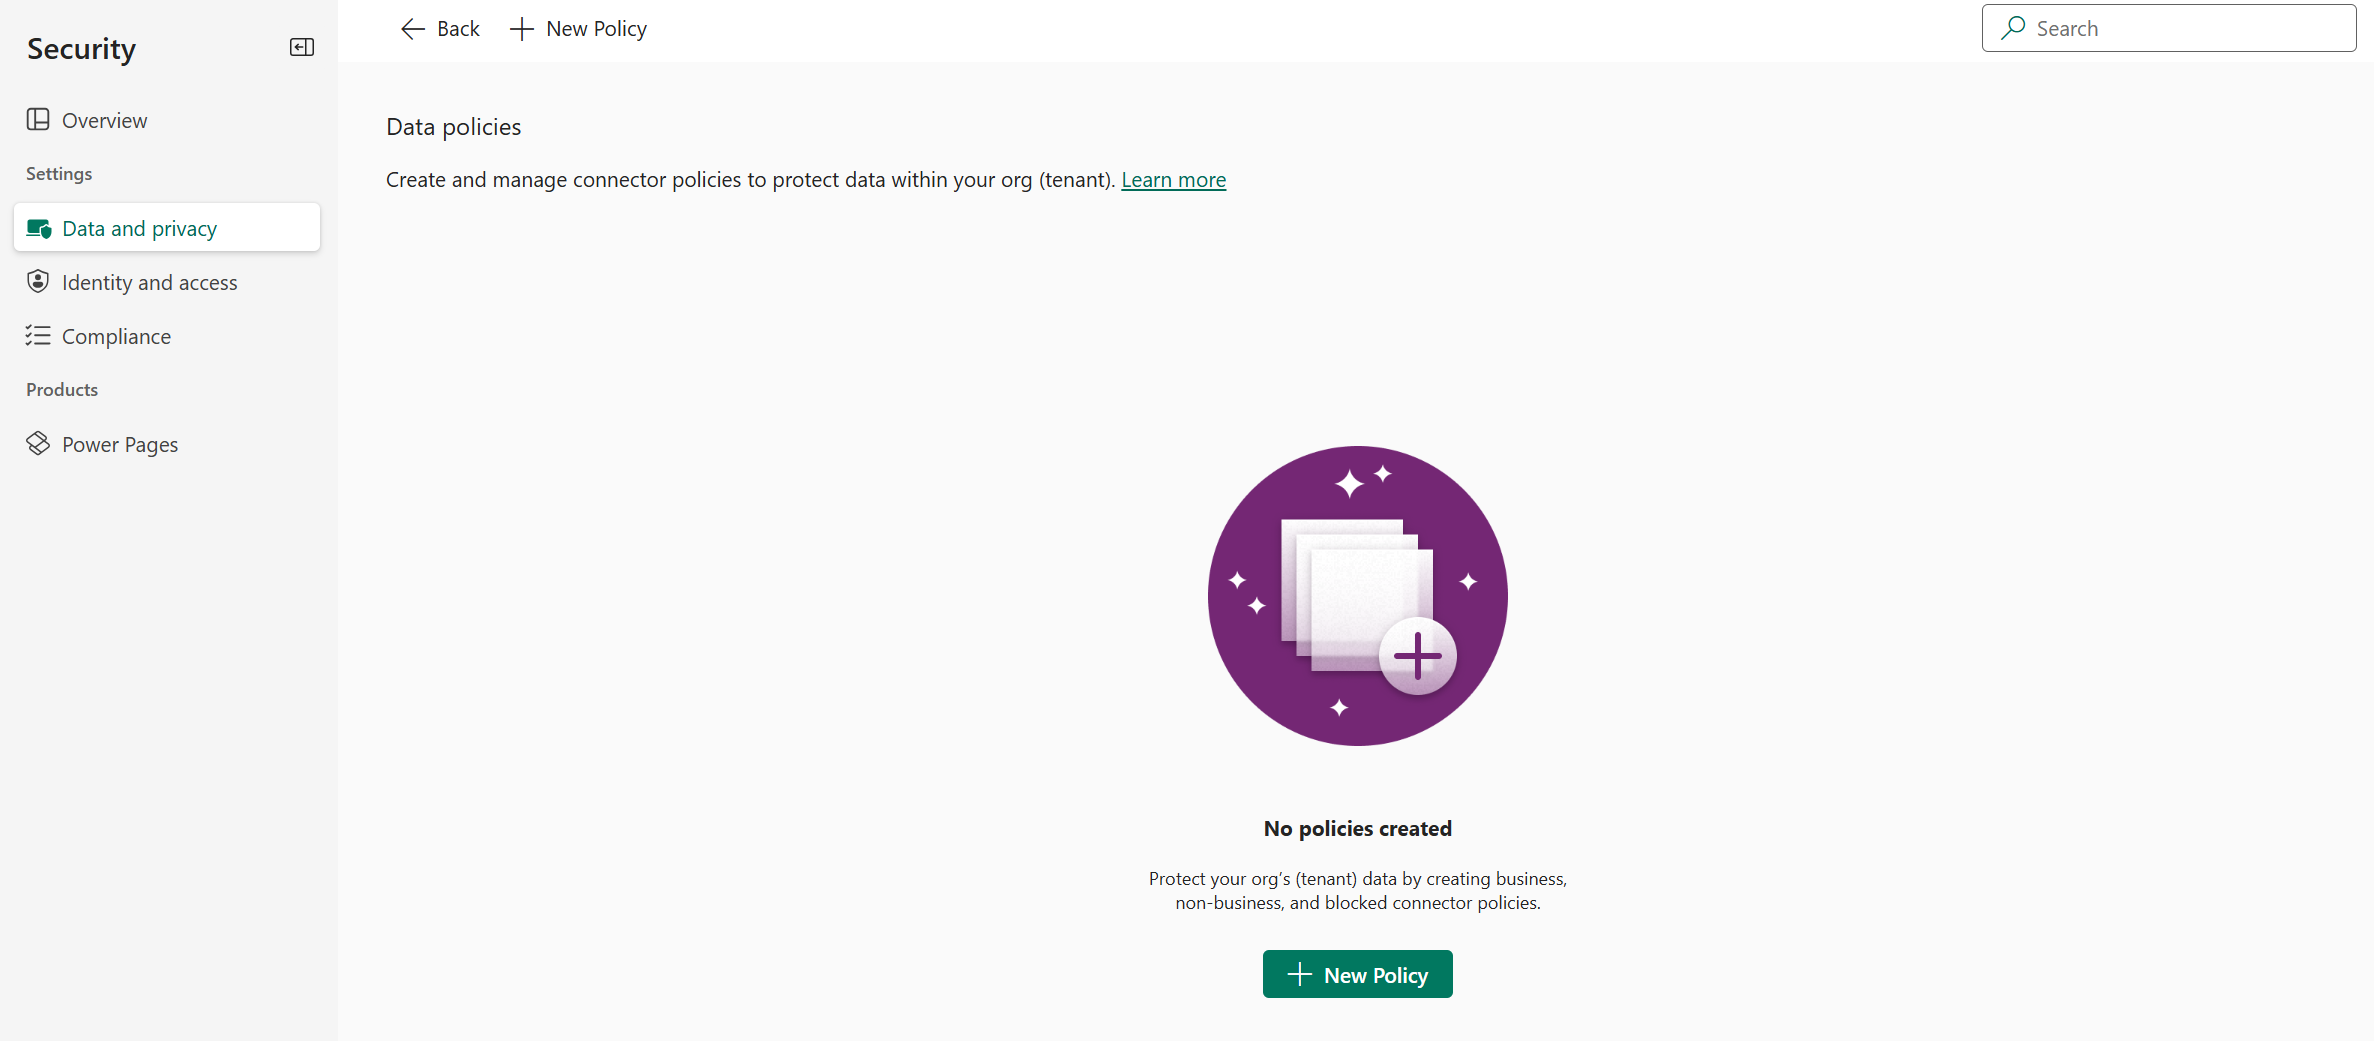 Security
Overview
Settings
Data and privacy
Identity and access
Compliance
Products
Power Pages
Back
New Policy
Search
Data policies
Create and manage connector policies to protect data within your org (tenant). Learn more
No policies created
Protect your org’s (tenant) data by creating business,
non-business, and blocked connector policies.
New Policy